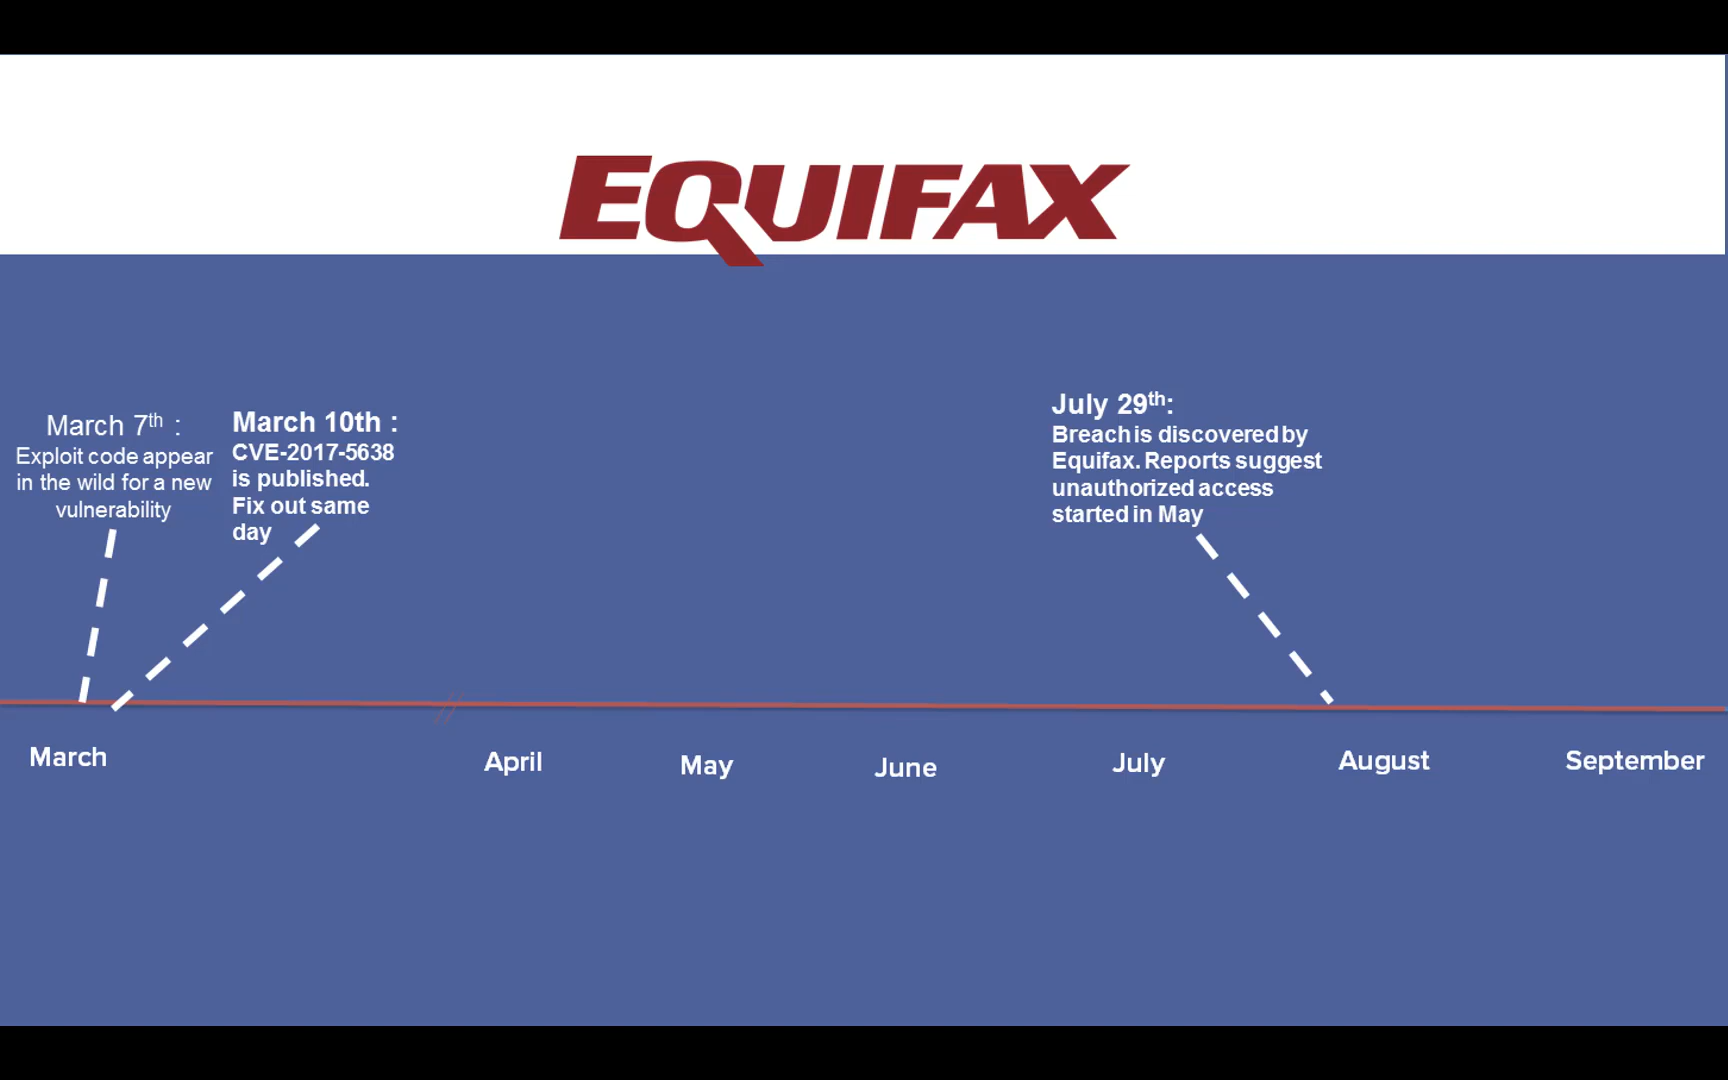 EQUIFAX
March 7th :
Exploit code appear
in the wild for a new
vulnerability
March 10th :
CVE-2017-5638
is published.
Fix out same
day
July 29th:
Breach is discovered by
Equifax. Reports suggest
unauthorized access
started in May
March
April
May
June
July
August
September